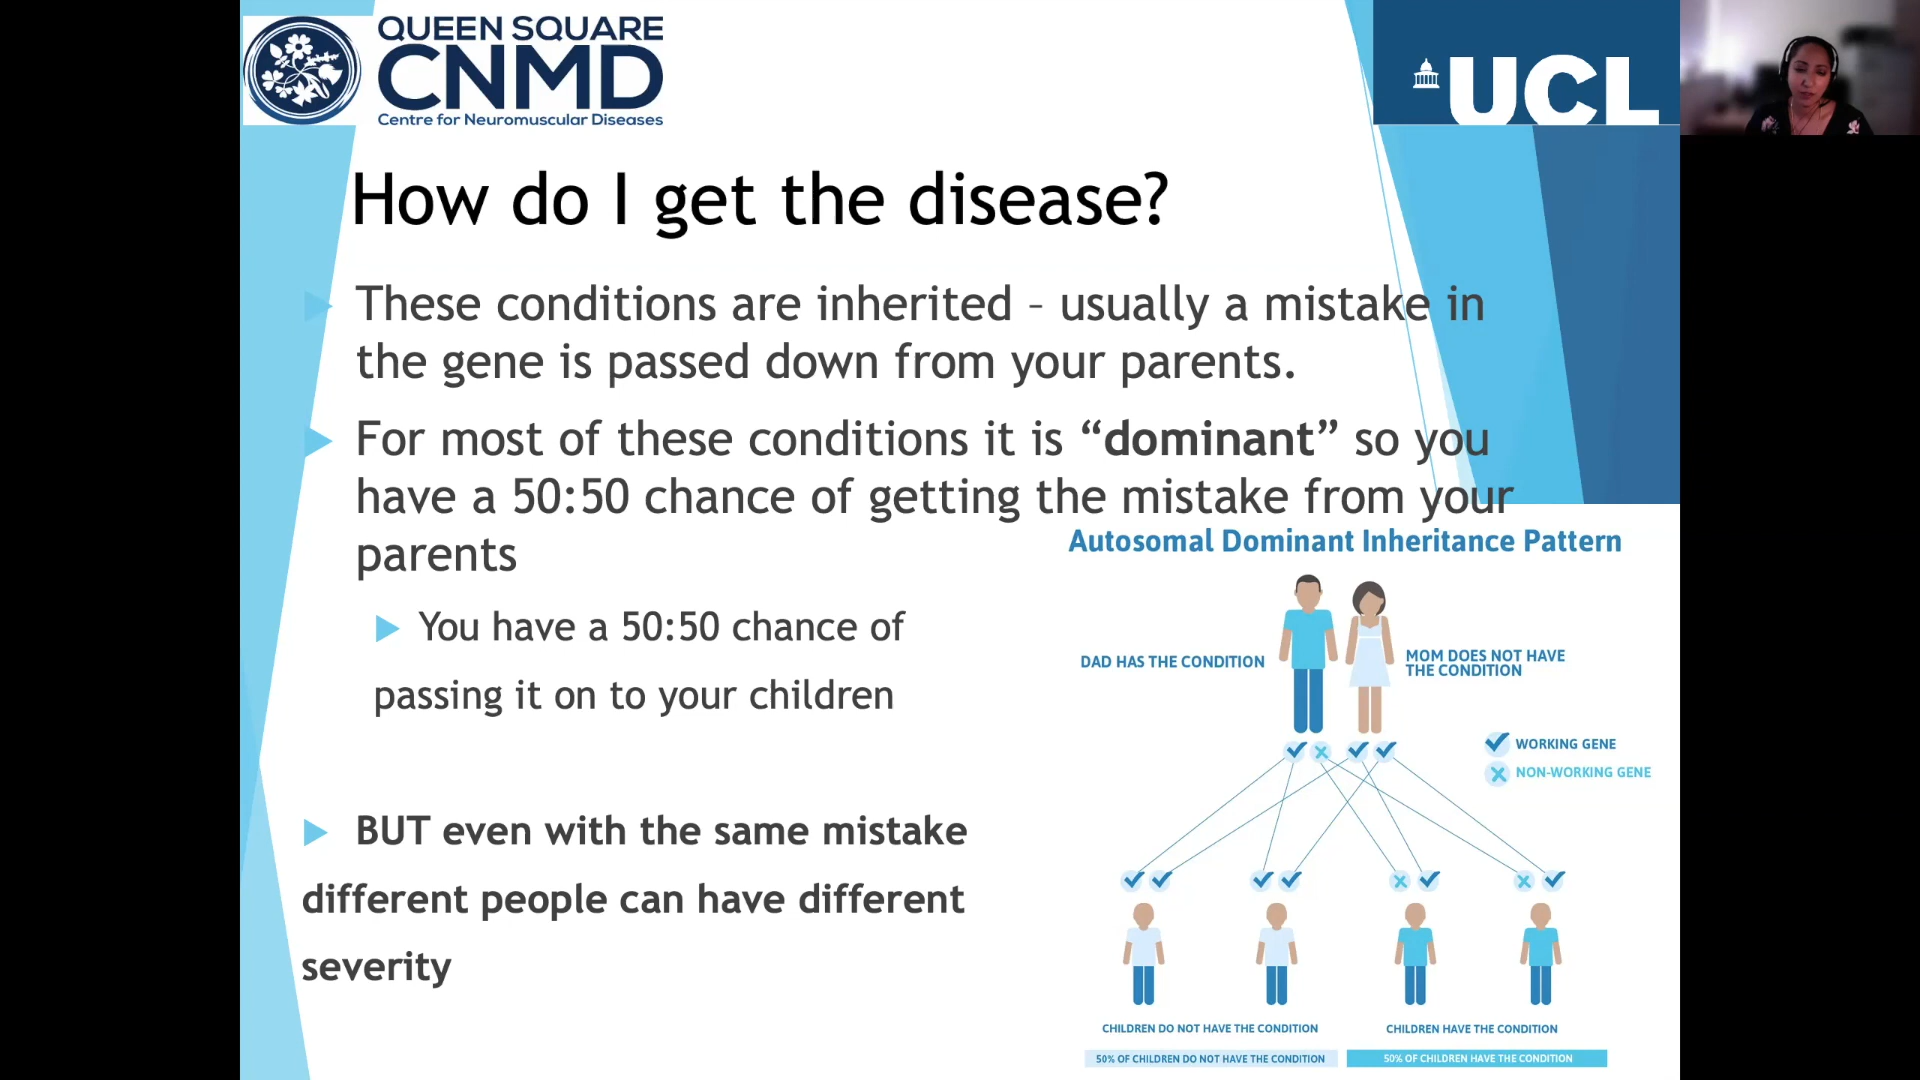 QUEEN SQUARE
CNMD
Centre for Neuromuscular Diseases
UCL
How do I get the disease?
These conditions are inherited – usually a mistake in
the gene is passed down from your parents.
For most of these conditions it is “dominant” so you
have a 50:50 chance of getting the mistake from your
parents
You have a 50:50 chance of
passing it on to your children
BUT even with the same mistake
different people can have different
severity
Autosomal Dominant Inheritance Pattern
DAD HAS THE CONDITION
MOM DOES NOT HAVE
THE CONDITION
WORKING GENE
NON-WORKING GENE
CHILDREN DO NOT HAVE THE CONDITION
CHILDREN HAVE THE CONDITION
50% OF CHILDREN DO NOT HAVE THE CONDITION
50% OF CHILDREN HAVE THE CONDITION